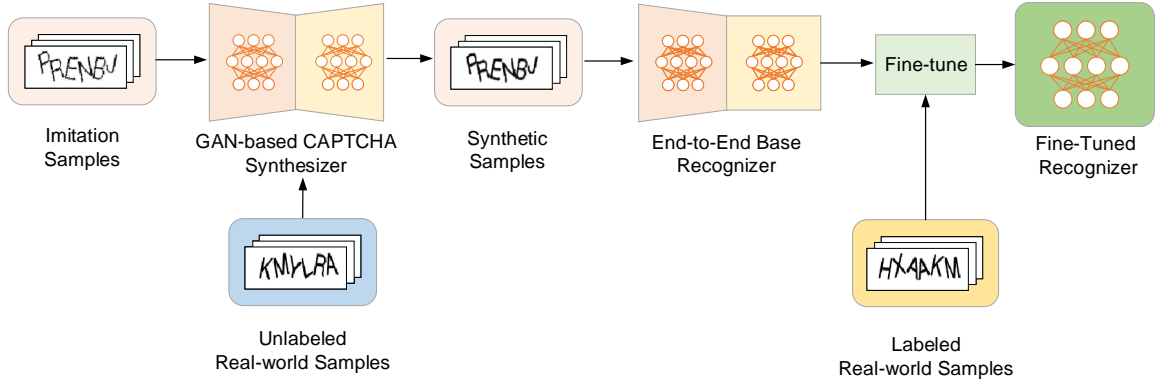 PRENBU
Imitation
Samples
GAN-based CAPTCHA
Synthesizer
PRENBU
Synthetic
Samples
End-to-End Base
Recognizer
Fine-tune
Fine-Tuned
Recognizer
KMYLRA
Unlabeled
Real-world Samples
HXAAKM
Labeled
Real-world Samples